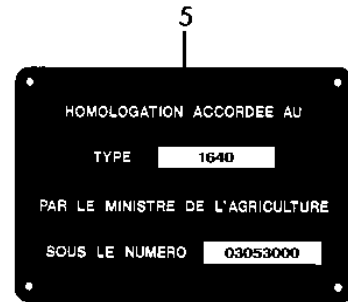 5
HOMOLOGATION ACCORDEE AU
TYPE 1640
PAR LE MINISTRE DE L'AGRICULTURE
SOUS LE NUMERO 03053000